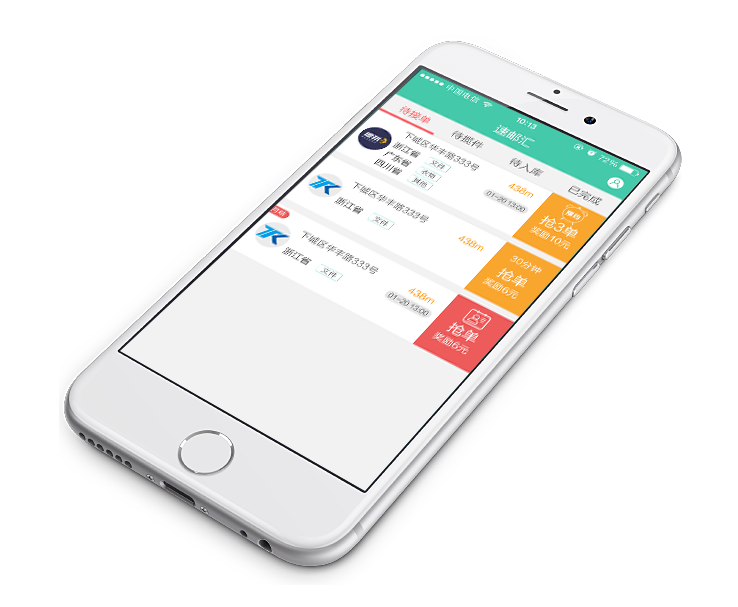 中国电信
10:13
72%
速邮汇
待接单
待揽件
待入库
已完成
下城区华丰路333号
浙江省 文件
广东省 衣物
四川省 其他
438m
01-20 13:00
抢3单
奖励10元
下城区华丰路333号
浙江省 文件
438m
30分钟
抢单
奖励6元
下城区华丰路333号
浙江省 文件
438m
01-20 13:00
抢单
奖励6元